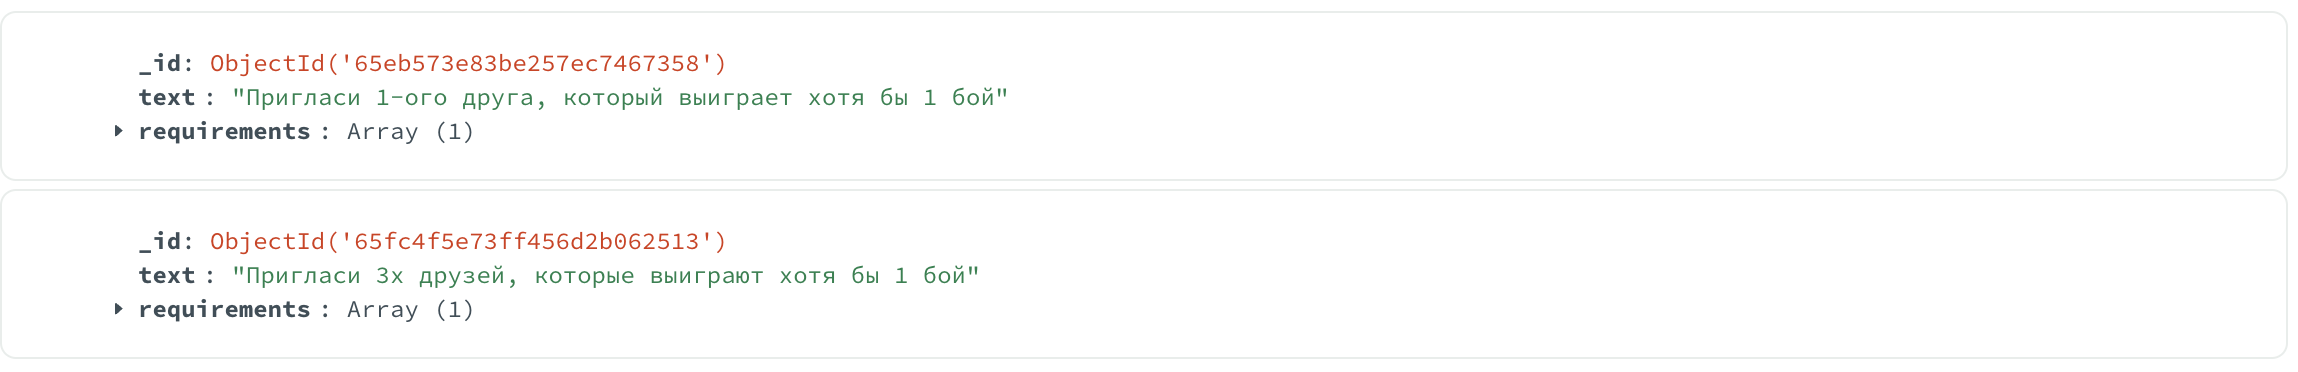 _id: ObjectId('65eb573e83be257ec7467358')
text : "Пригласи 1-ого друга, который выиграет хотя бы 1 бой"
requirements : Array (1)
_id: ObjectId('65fc4f5e73ff456d2b062513')
text : "Пригласи 3х друзей, которые выиграют хотя бы 1 бой"
requirements : Array (1)